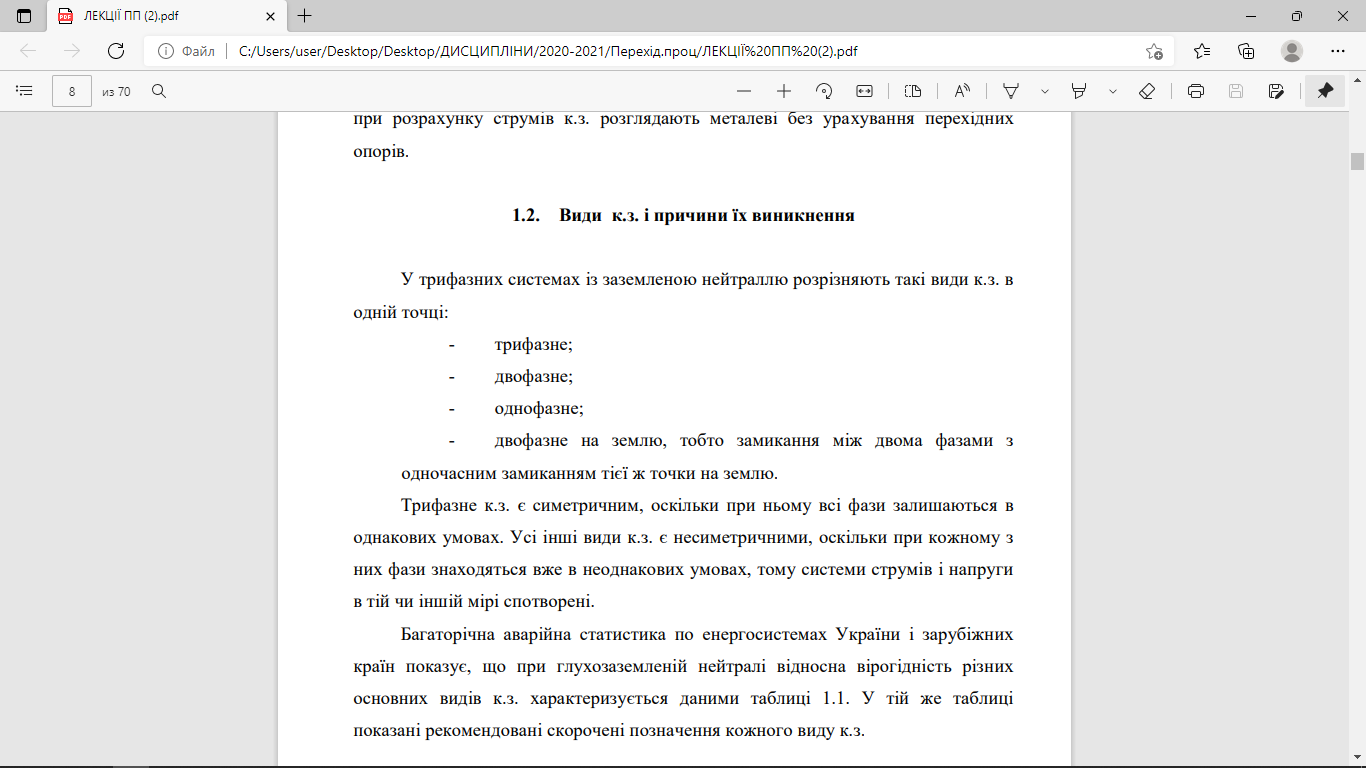 ЛЕКЦІЇ ПП (2).pdf
Файл C:/Users/user/Desktop/Desktop/ДИСЦИПЛІНИ/2020-2021/Перехід.проц/ЛЕКЦІЇ%20ПП%20(2).pdf
8 из 70
при розрахунку струмів к.з. розглядають металеві без урахування перехідних
опорів.
1.2. Види к.з. і причини їх виникнення
У трифазних системах із заземленою нейтраллю розрізняють такі види к.з. в
одній точці:
- трифазне;
- двофазне;
- однофазне;
- двофазне на землю, тобто замикання між двома фазами з
одночасним замиканням тієї ж точки на землю.
Трифазне к.з. є симетричним, оскільки при ньому всі фази залишаються в
однакових умовах. Усі інші види к.з. є несиметричними, оскільки при кожному з
них фази знаходяться вже в неоднакових умовах, тому системи струмів і напруги
в тій чи іншій мірі спотворені.
Багаторічна аварійна статистика по енергосистемах України і зарубіжних
країн показує, що при глухозаземленій нейтралі відносна вірогідність різних
основних видів к.з. характеризується даними таблиці 1.1. У тій же таблиці
показані рекомендовані скорочені позначення кожного виду к.з.